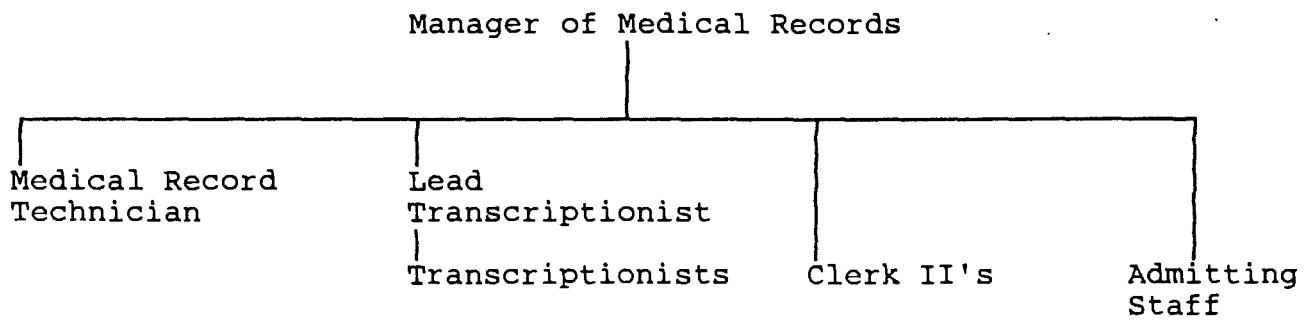 Manager of Medical Records
Medical Record
Technician
Lead
Transcriptionist
Transcriptionists
Clerk II's
Admitting
Staff